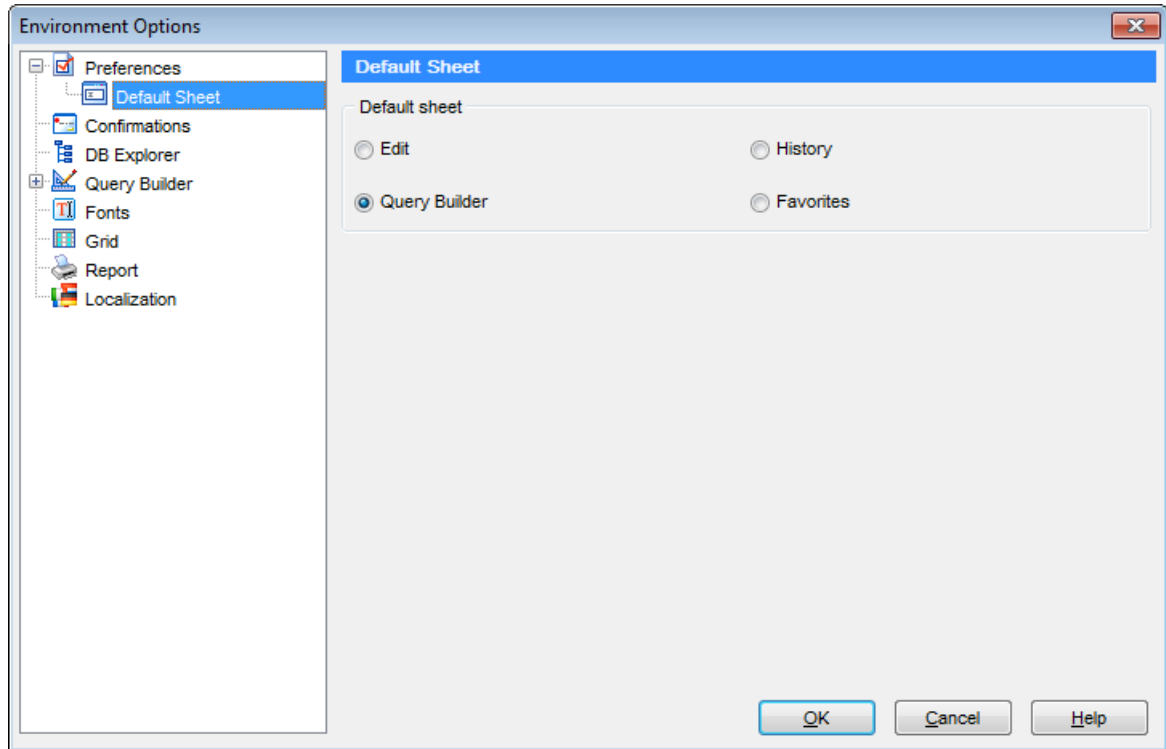 Environment Options
Preferences
Default Sheet
Confirmations
DB Explorer
Query Builder
Fonts
Grid
Report
Localization
Default Sheet
Default sheet
Edit
History
Query Builder
Favorites
OK
Cancel
Help